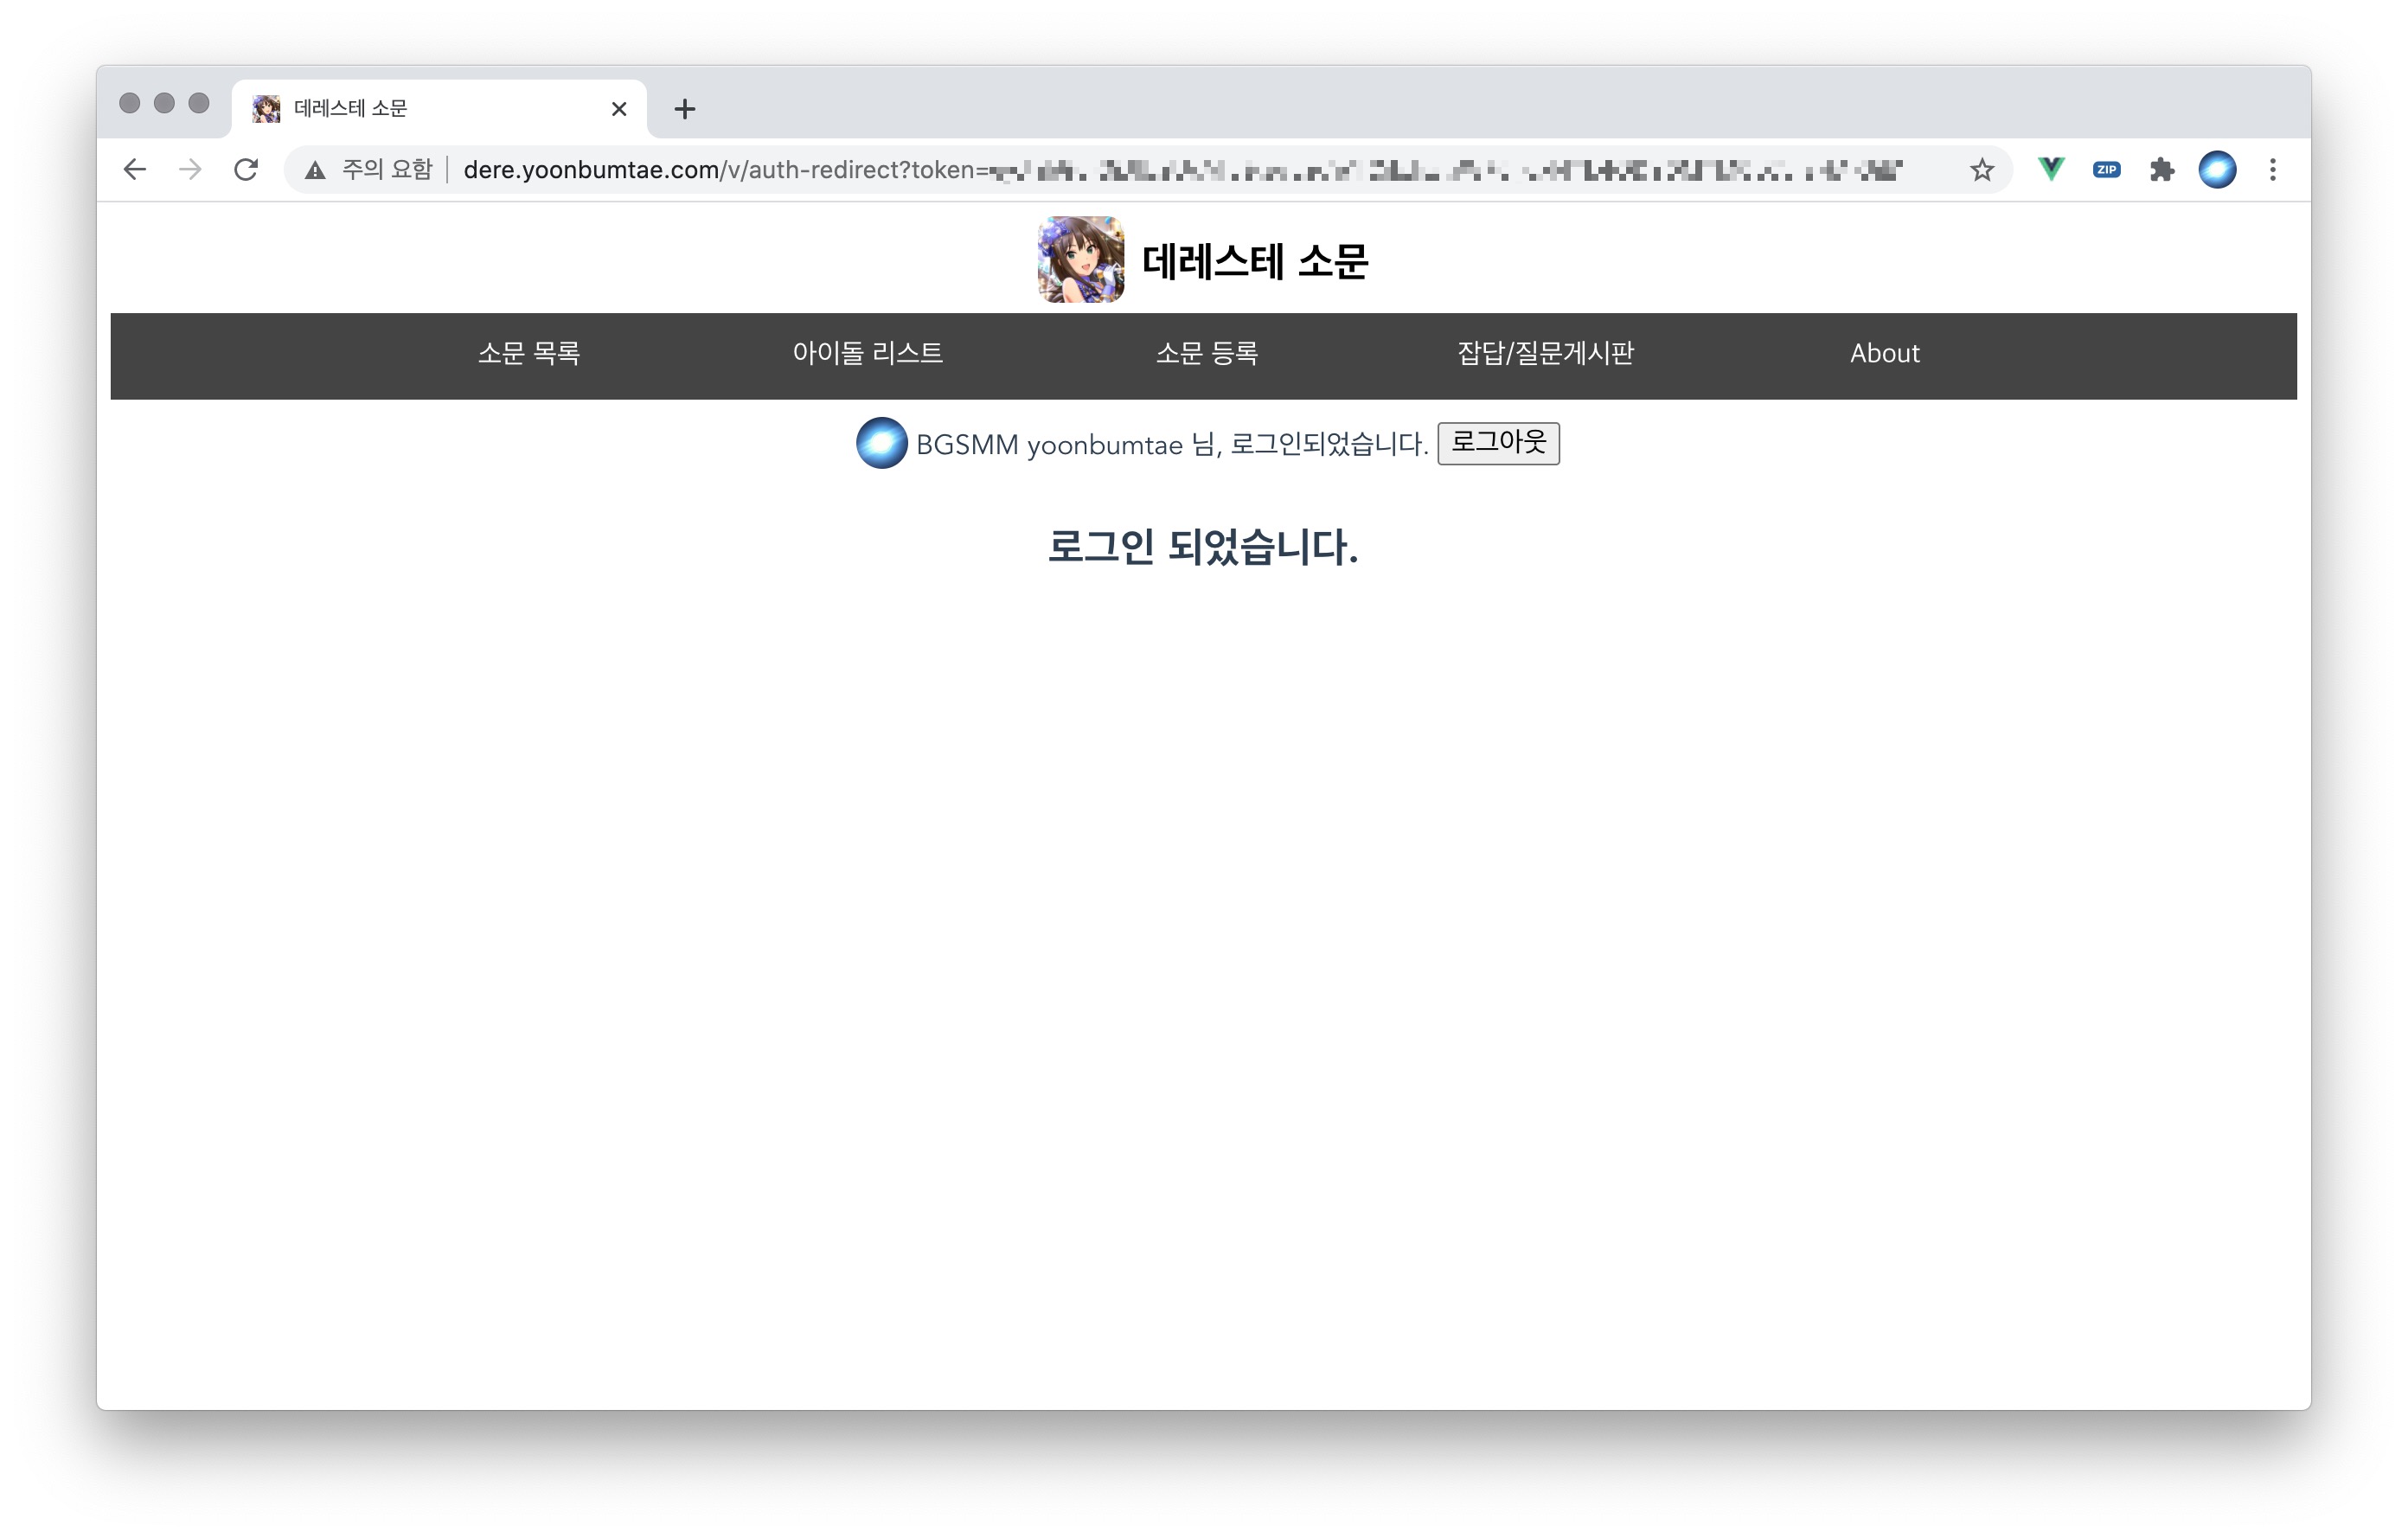 데레스테 소문
주의 요함 dere.yoonbumtae.com/v/auth-redirect?token=
ZIP
데레스테 소문
소문 목록 아이돌 리스트 소문 등록 잡답/질문게시판 About
BGSMM yoonbumtae 님, 로그인되었습니다. 로그아웃
로그인 되었습니다.